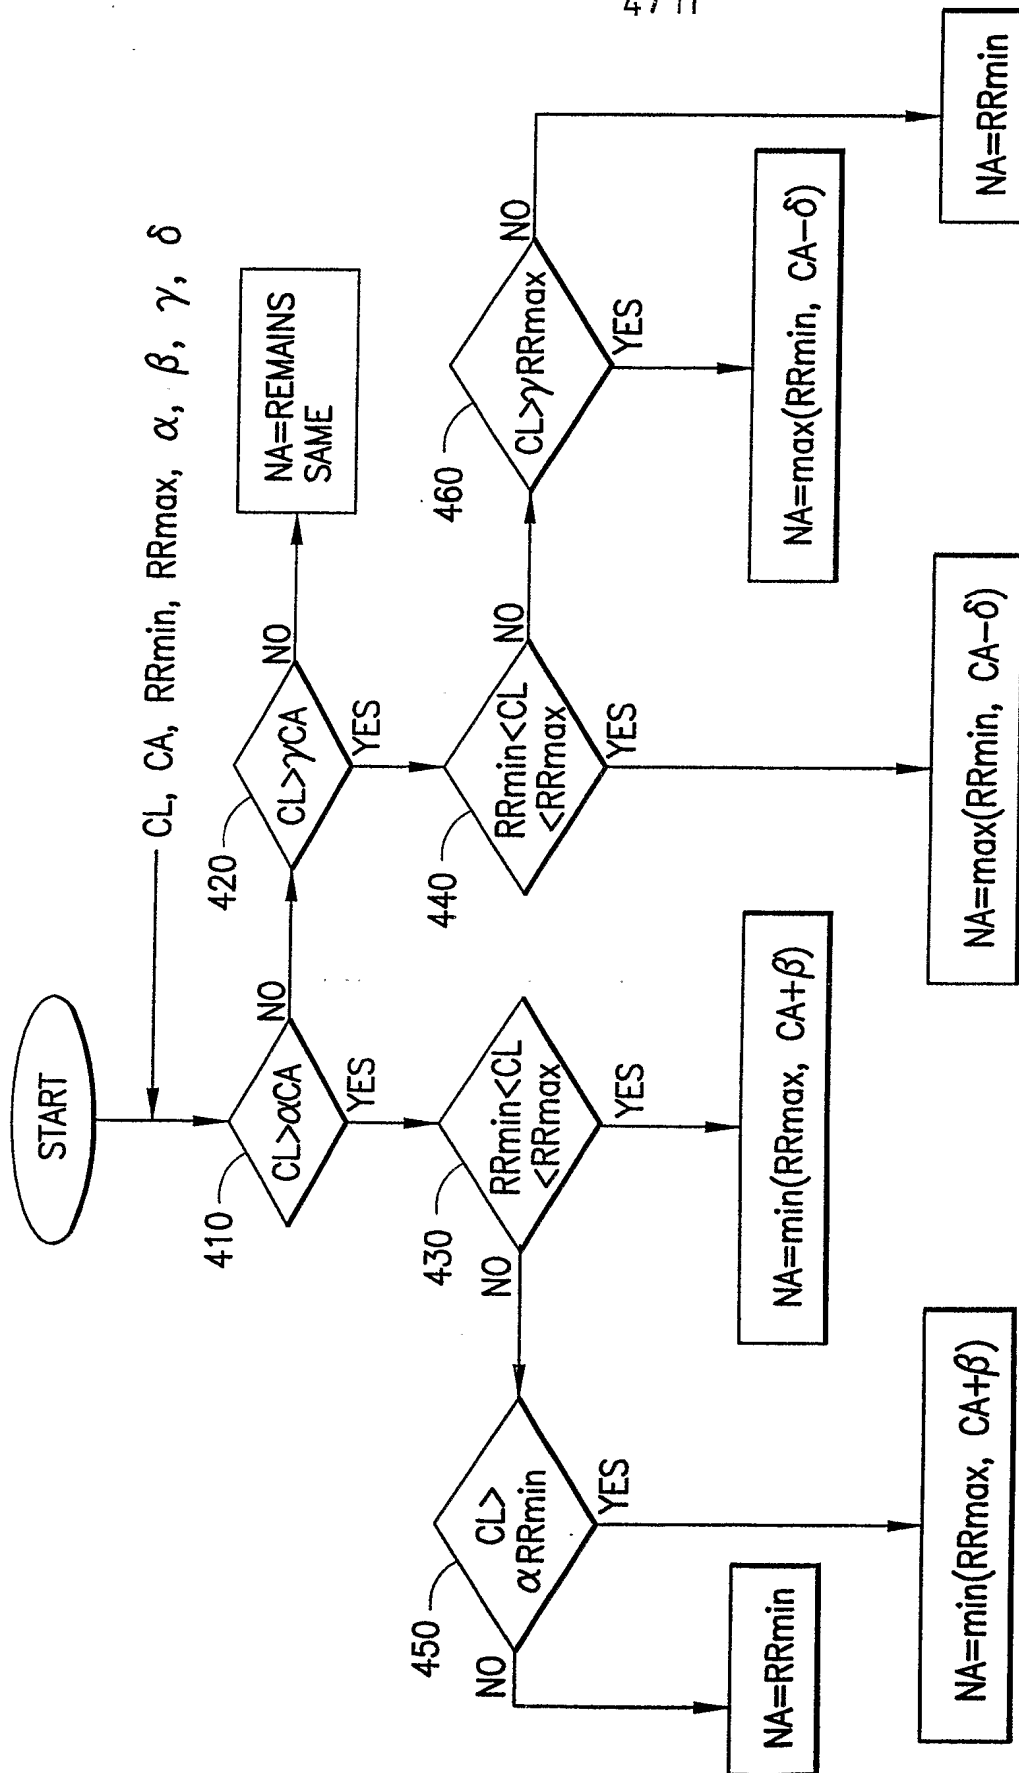 START
CL, CA, RRmin, RRmax, α, β, γ, δ
410
CL>αCA
NO
YES
420
CL>γCA
NO
YES
NA=REMAINS
SAME
430
RRmin<CL
<RRmax
NO
YES
440
RRmin<CL
<RRmax
NO
YES
450
CL>
αRRmin
NO
YES
460
CL>γRRmax
NO
YES
NA=RRmin
NA=min(RRmax, CA+β)
NA=min(RRmax, CA+β)
NA=max(RRmin, CA–δ)
NA=max(RRmin, CA–δ)
NA=RRmin